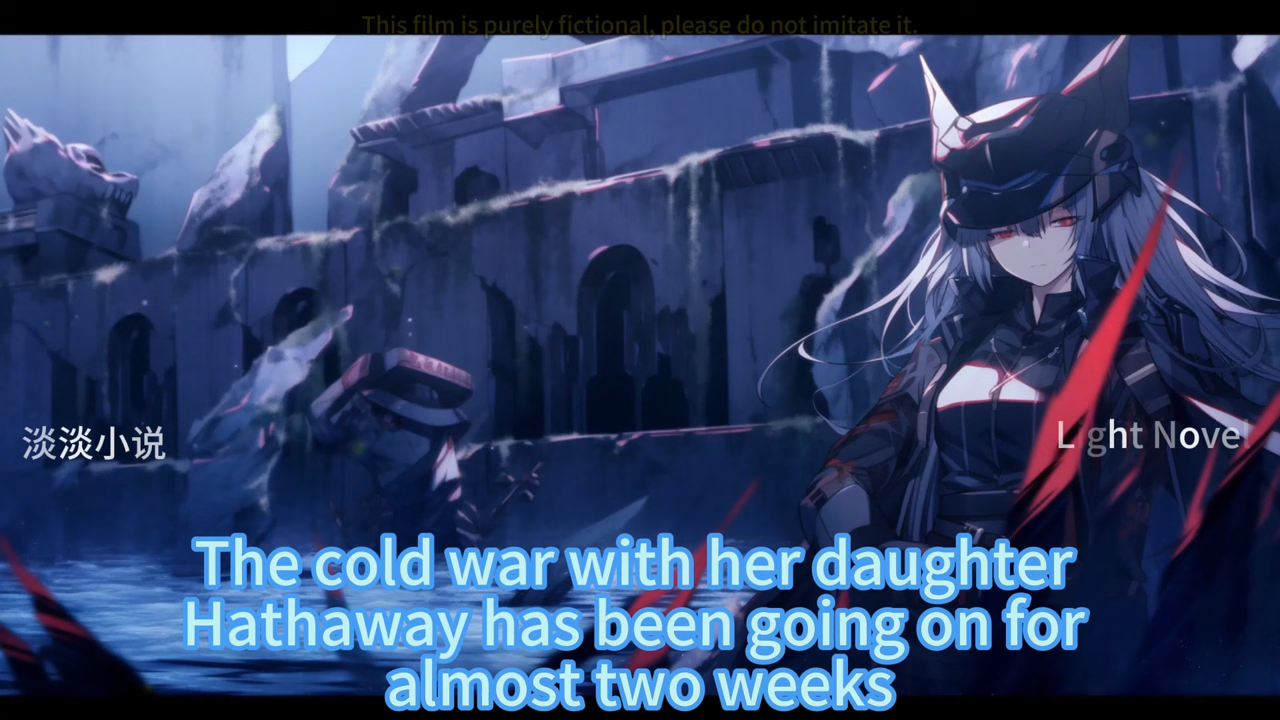 This film is purely fictional, please do not imitate it.
淡淡小说
Light Novel
The cold war with her daughter
Hathaway has been going on for
almost two weeks